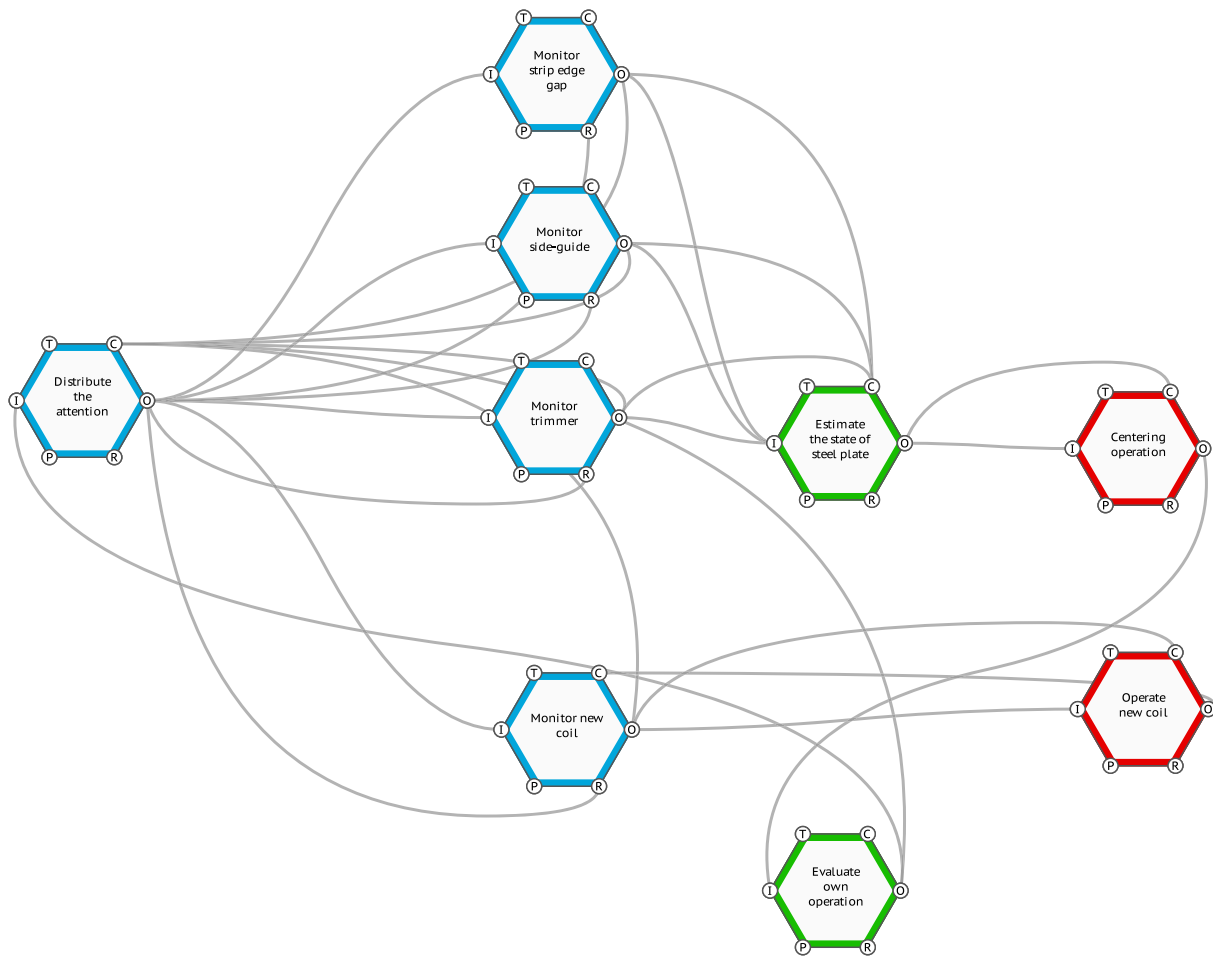 T C
Monitor
strip edge
gap
I O
P R
T C
Monitor
side-guide
I O
P R
T C
Distribute
the
attention
I O
P R
T C
Monitor
trimmer
I O
P R
T C
Estimate
the state of
steel plate
I O
P R
T C
Centering
operation
I O
P R
T C
Monitor new
coil
I O
P R
T C
Operate
new coil
I O
P R
T C
Evaluate
own
operation
I O
P R